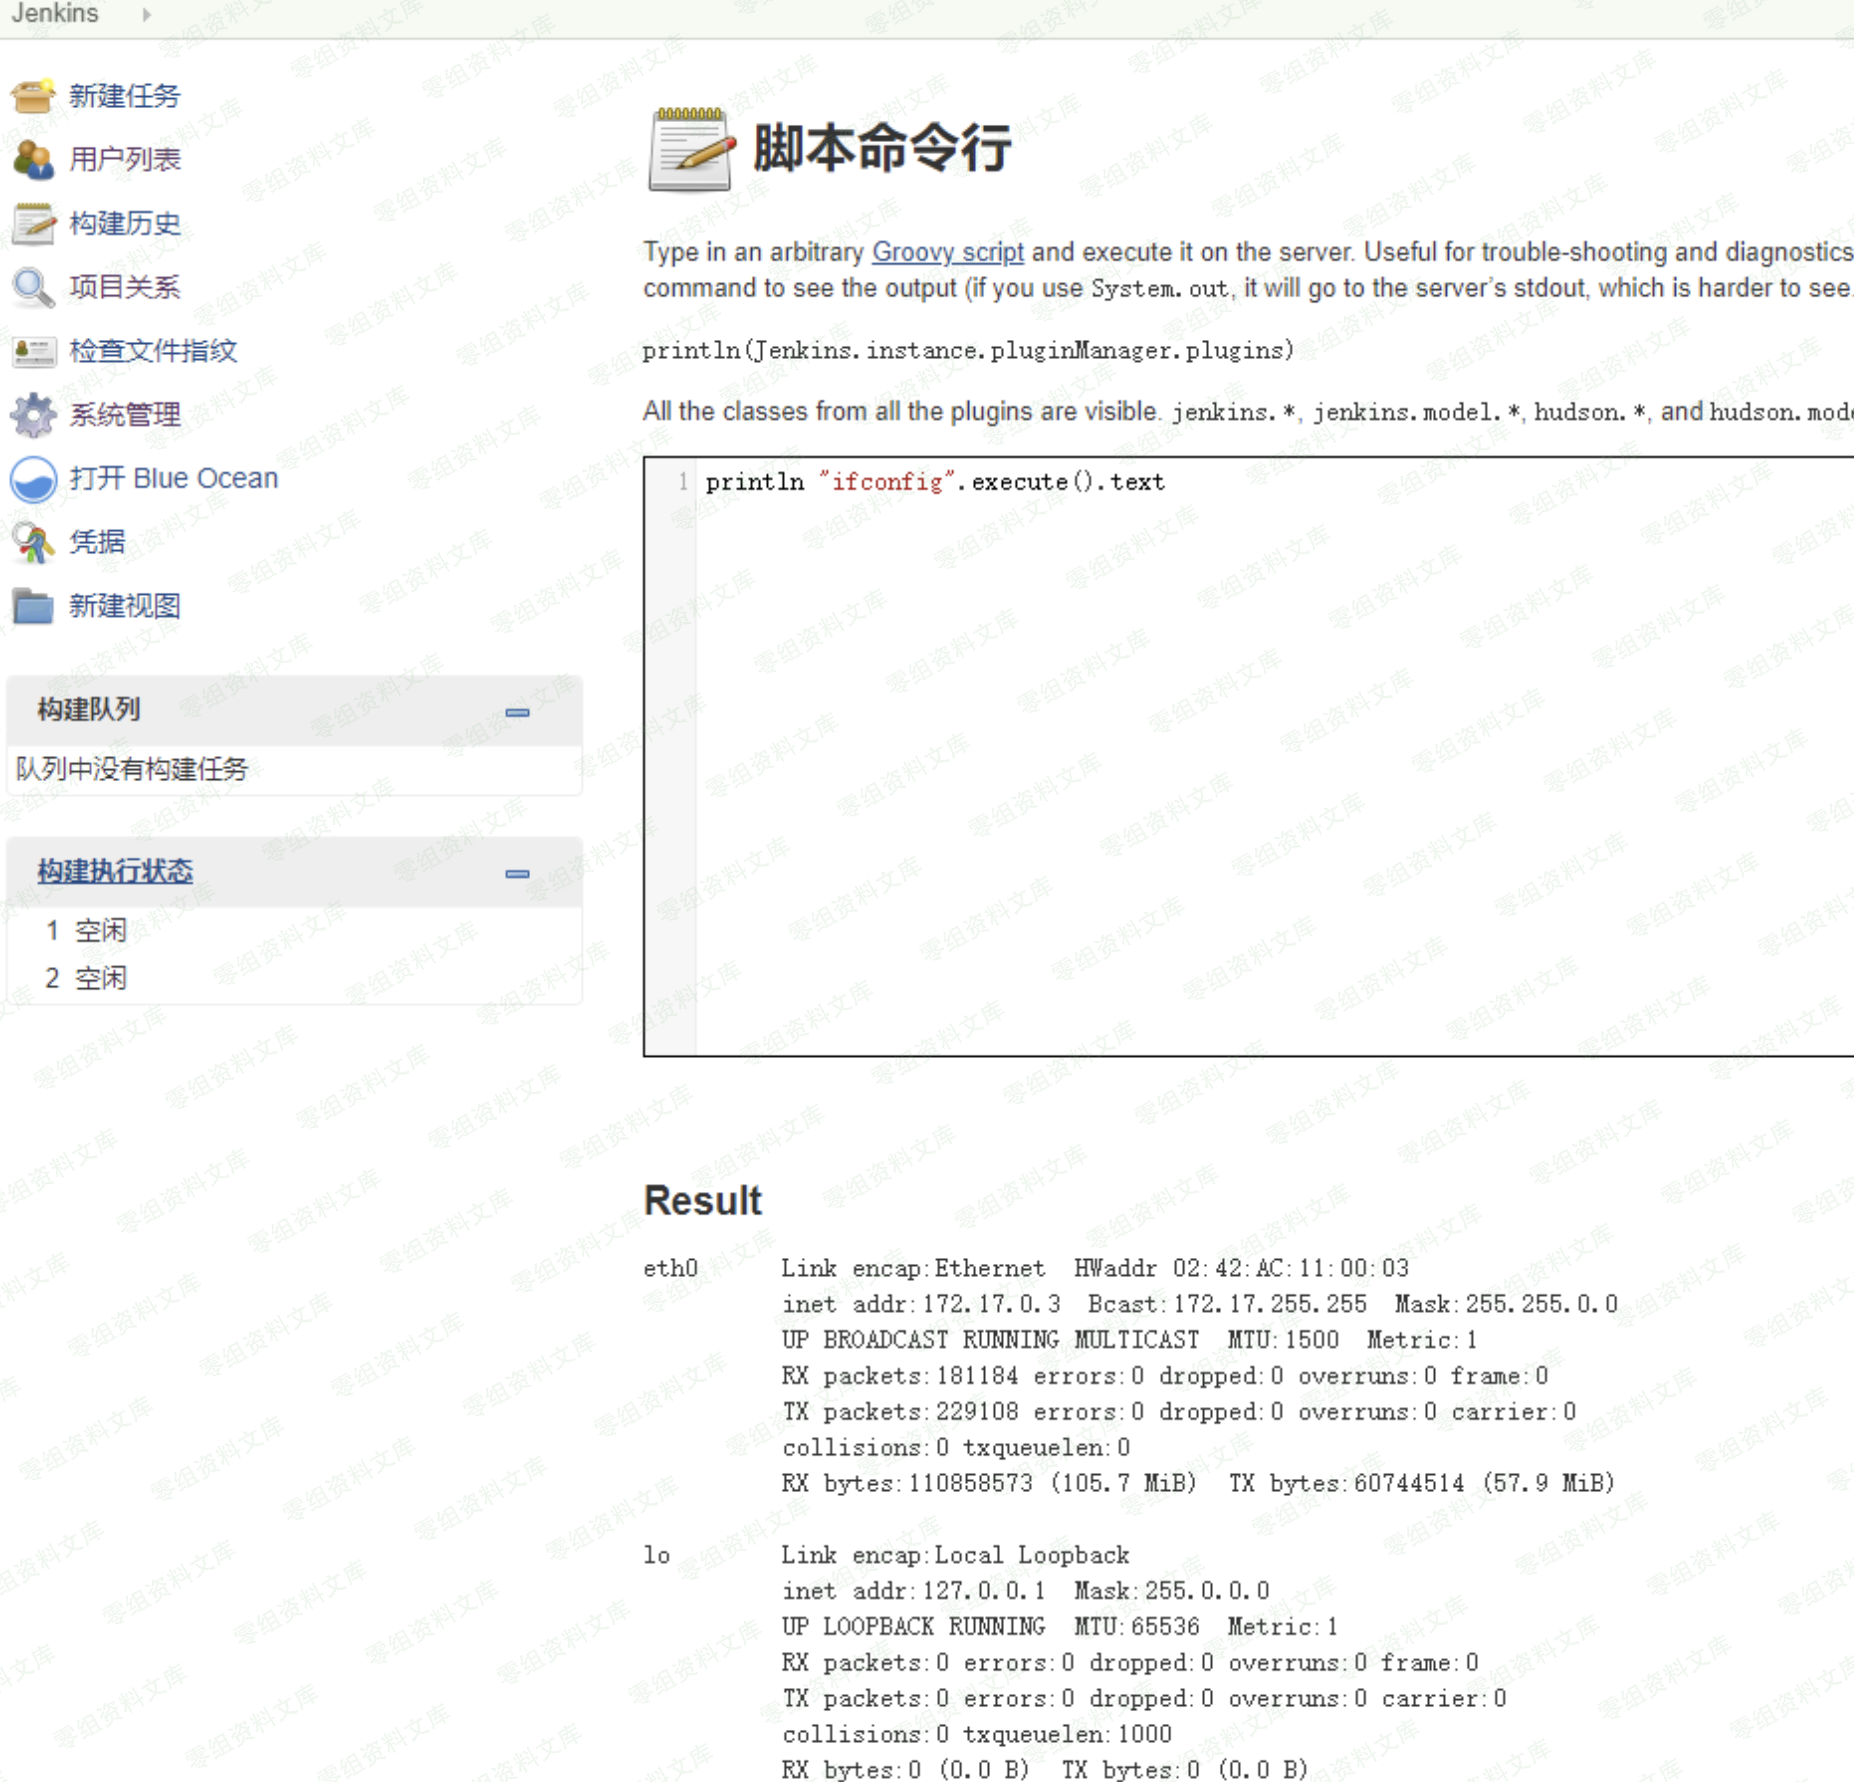 Jenkins
新建任务
用户列表
构建历史
项目关系
检查文件指纹
系统管理
打开 Blue Ocean
凭据
新建视图
构建队列
队列中没有构建任务
构建执行状态
1 空闲
2 空闲
脚本命令行
Type in an arbitrary Groovy script and execute it on the server. Useful for trouble-shooting and diagnostics
command to see the output (if you use System.out, it will go to the server's stdout, which is harder to see.
println(Jenkins.instance.pluginManager.plugins)
All the classes from all the plugins are visible. jenkins.*, jenkins.model.*, hudson.*, and hudson.mode
1 println "ifconfig".execute().text
Result
eth0 Link encap:Ethernet HWaddr 02:42:AC:11:00:03
inet addr:172.17.0.3 Bcast:172.17.255.255 Mask:255.255.0.0
UP BROADCAST RUNNING MULTICAST MTU:1500 Metric:1
RX packets:181184 errors:0 dropped:0 overruns:0 frame:0
TX packets:229108 errors:0 dropped:0 overruns:0 carrier:0
collisions:0 txqueuelen:0
RX bytes:110858573 (105.7 MiB) TX bytes:60744514 (57.9 MiB)
lo Link encap:Local Loopback
inet addr:127.0.0.1 Mask:255.0.0.0
UP LOOPBACK RUNNING MTU:65536 Metric:1
RX packets:0 errors:0 dropped:0 overruns:0 frame:0
TX packets:0 errors:0 dropped:0 overruns:0 carrier:0
collisions:0 txqueuelen:1000
RX bytes:0 (0.0 B) TX bytes:0 (0.0 B)
零组资料文库